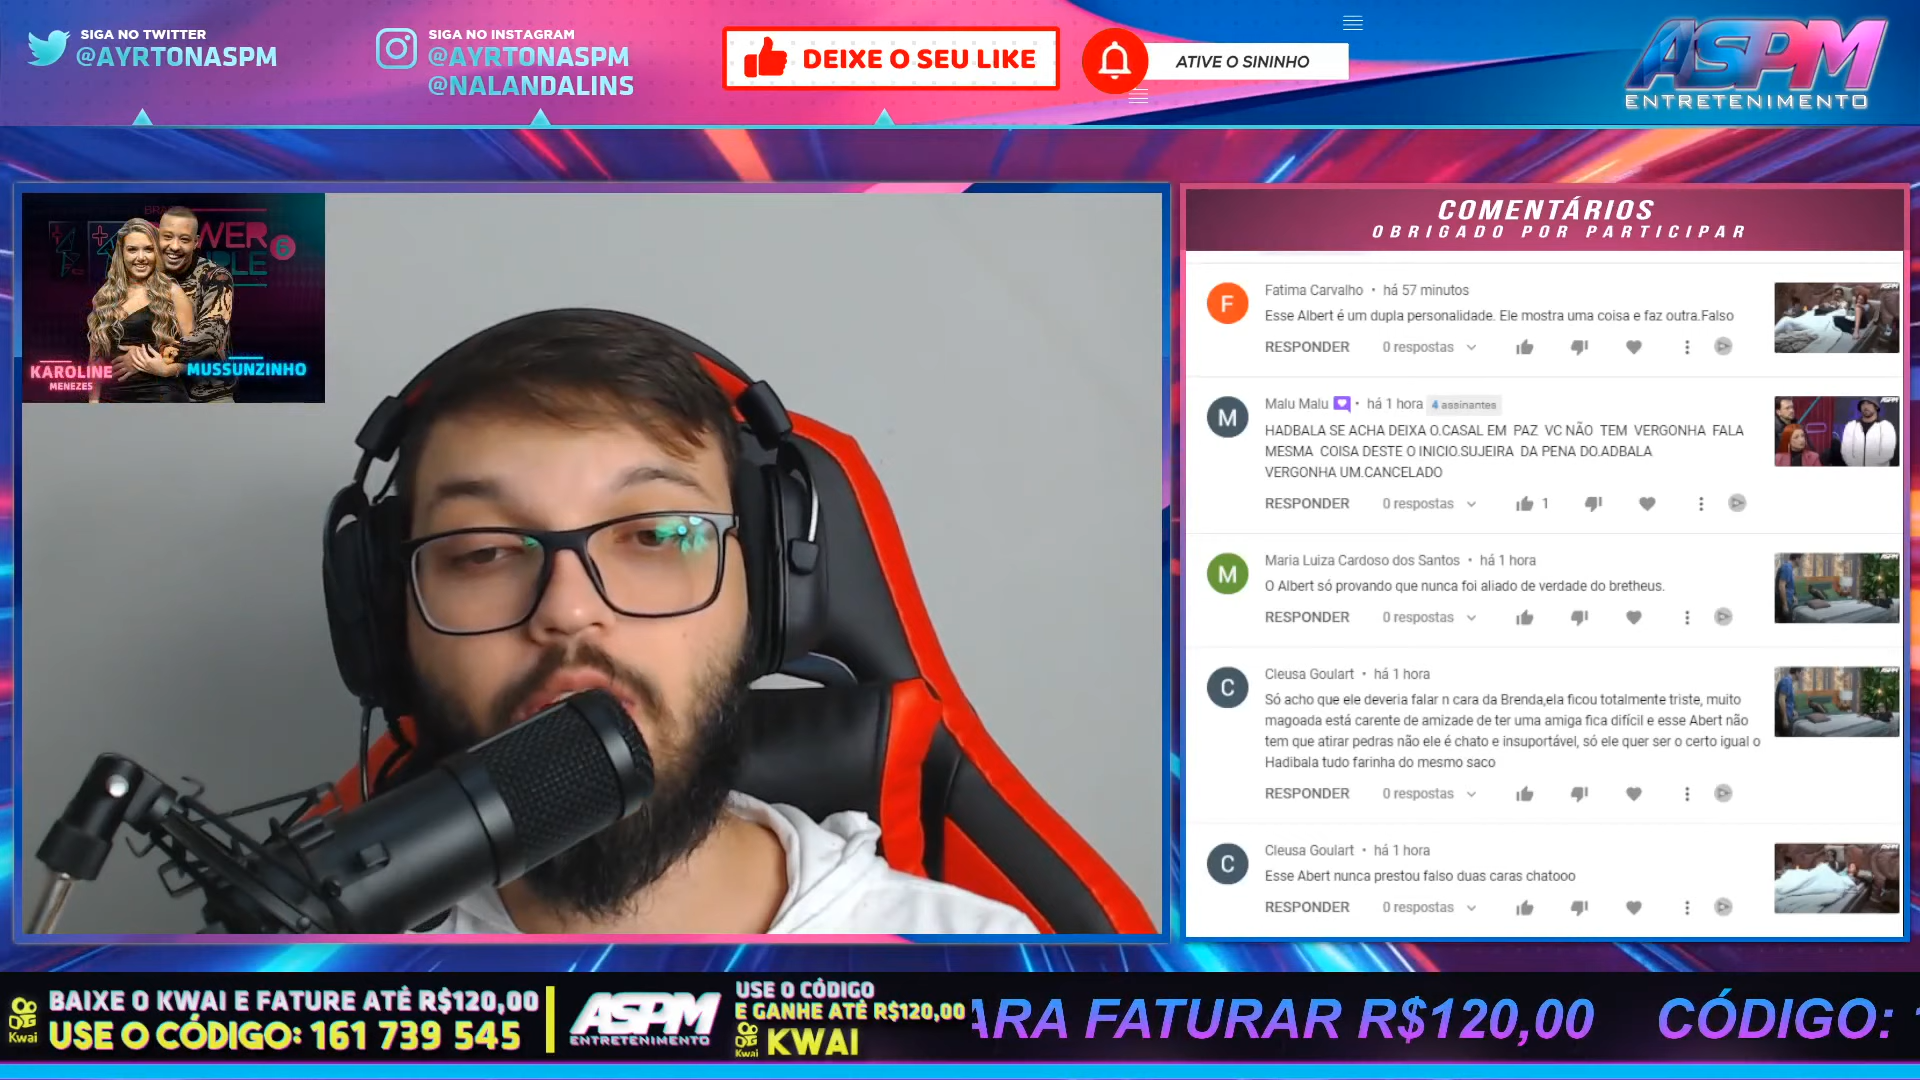 SIGA NO TWITTER
@AYRTONASPM
SIGA NO INSTAGRAM
@AYRTONASPM
@NALANDALINS
DEIXE O SEU LIKE
ATIVE O SININHO
ASPM
ENTRETENIMENTO
KAROLINE
MENEZES
MUSSUNZINHO
COMENTÁRIOS
OBRIGADO POR PARTICIPAR
F
Fatima Carvalho • há 57 minutos
Esse Albert é um dupla personalidade. Ele mostra uma coisa e faz outra.Falso
RESPONDER 0 respostas
ASPM
M
Malu Malu • há 1 hora 4 assinantes
HADBALA SE ACHA DEIXA O.CASAL EM PAZ VC NÃO TEM VERGONHA FALA
MESMA COISA DESTE O INICIO.SUJEIRA DA PENA DO.ADBALA
VERGONHA UM.CANCELADO
RESPONDER 0 respostas 1
ASPM
M
Maria Luiza Cardoso dos Santos • há 1 hora
O Albert só provando que nunca foi aliado de verdade do bretheus.
RESPONDER 0 respostas
ASPM
C
Cleusa Goulart • há 1 hora
Só acho que ele deveria falar n cara da Brenda,ela ficou totalmente triste, muito
magoada está carente de amizade de ter uma amiga fica difícil e esse Abert não
tem que atirar pedras não ele é chato e insuportável, só ele quer ser o certo igual o
Hadibala tudo farinha do mesmo saco
RESPONDER 0 respostas
ASPM
C
Cleusa Goulart • há 1 hora
Esse Abert nunca prestou falso duas caras chatooo
RESPONDER 0 respostas
ASPM
Kwai
BAIXE O KWAI E FATURE ATÉ R$120,00
USE O CÓDIGO: 161 739 545
ASPM
ENTRETENIMENTO
USE O CÓDIGO
E GANHE ATÉ R$120,00
Kwai KWAI
ARA FATURAR R$120,00 CÓDIGO: